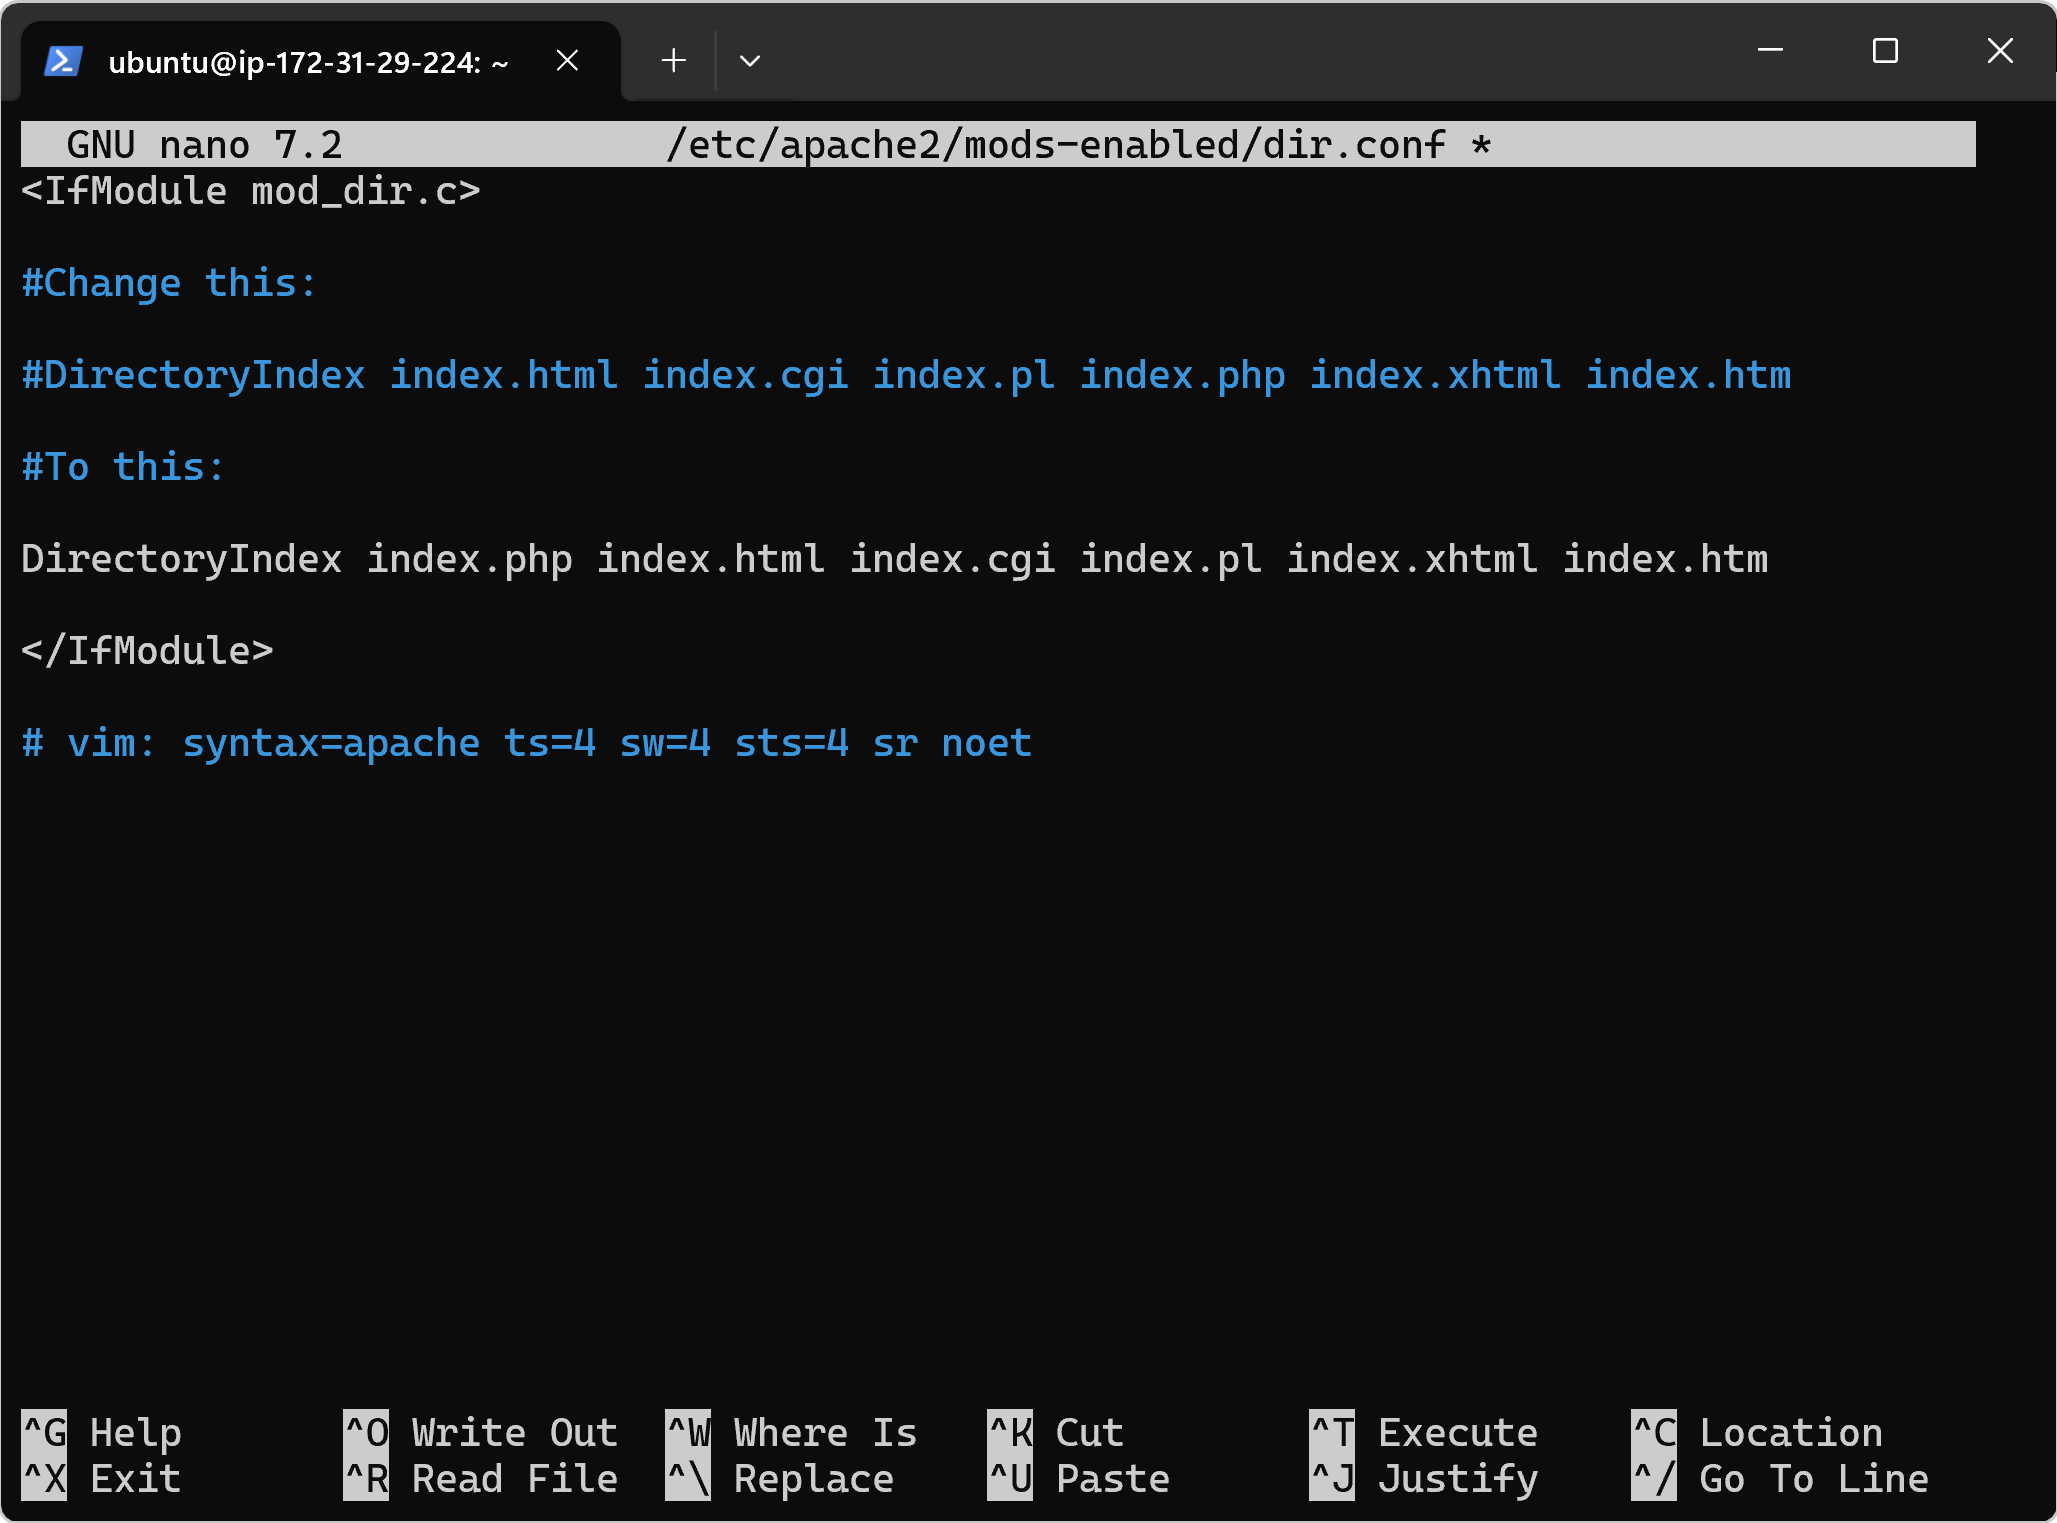 ubuntu@ip-172-31-29-224: ~
GNU nano 7.2 /etc/apache2/mods-enabled/dir.conf *
<IfModule mod_dir.c>
#Change this:
#DirectoryIndex index.html index.cgi index.pl index.php index.xhtml index.htm
#To this:
DirectoryIndex index.php index.html index.cgi index.pl index.xhtml index.htm
</IfModule>
# vim: syntax=apache ts=4 sw=4 sts=4 sr noet
^G Help ^O Write Out ^W Where Is ^K Cut ^T Execute ^C Location
^X Exit ^R Read File ^\ Replace ^U Paste ^J Justify ^/ Go To Line